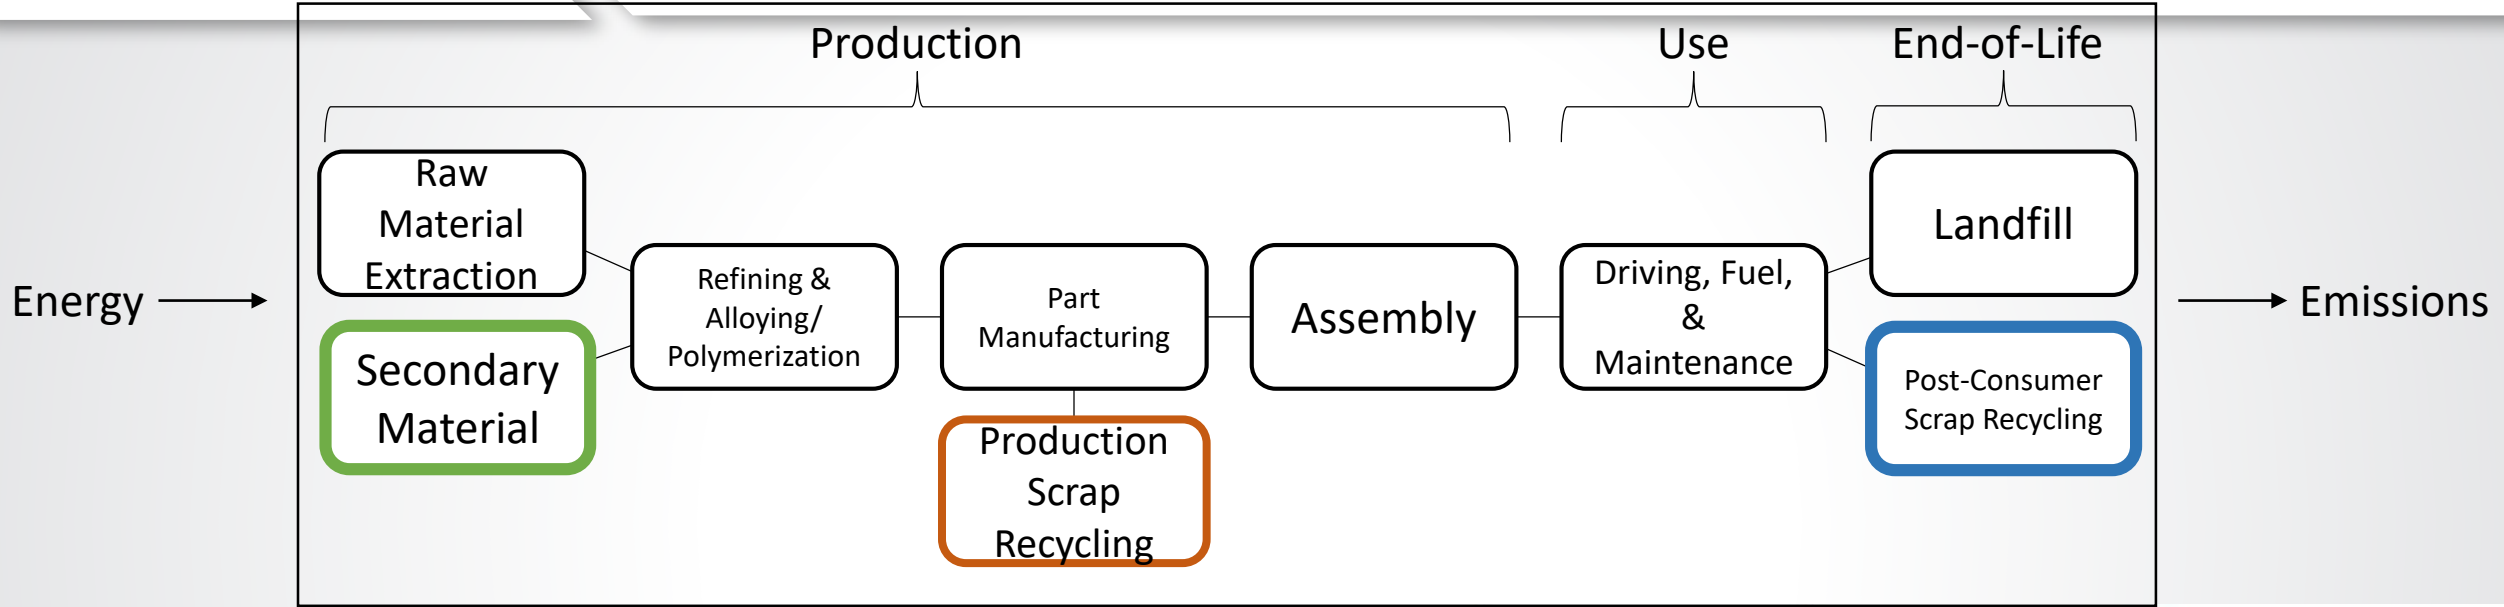 Production
Use
End-of-Life
Energy
Raw
Material
Extraction
Secondary
Material
Refining &
Alloying/
Polymerization
Part
Manufacturing
Production
Scrap
Recycling
Assembly
Driving, Fuel,
&
Maintenance
Landfill
Post-Consumer
Scrap Recycling
Emissions